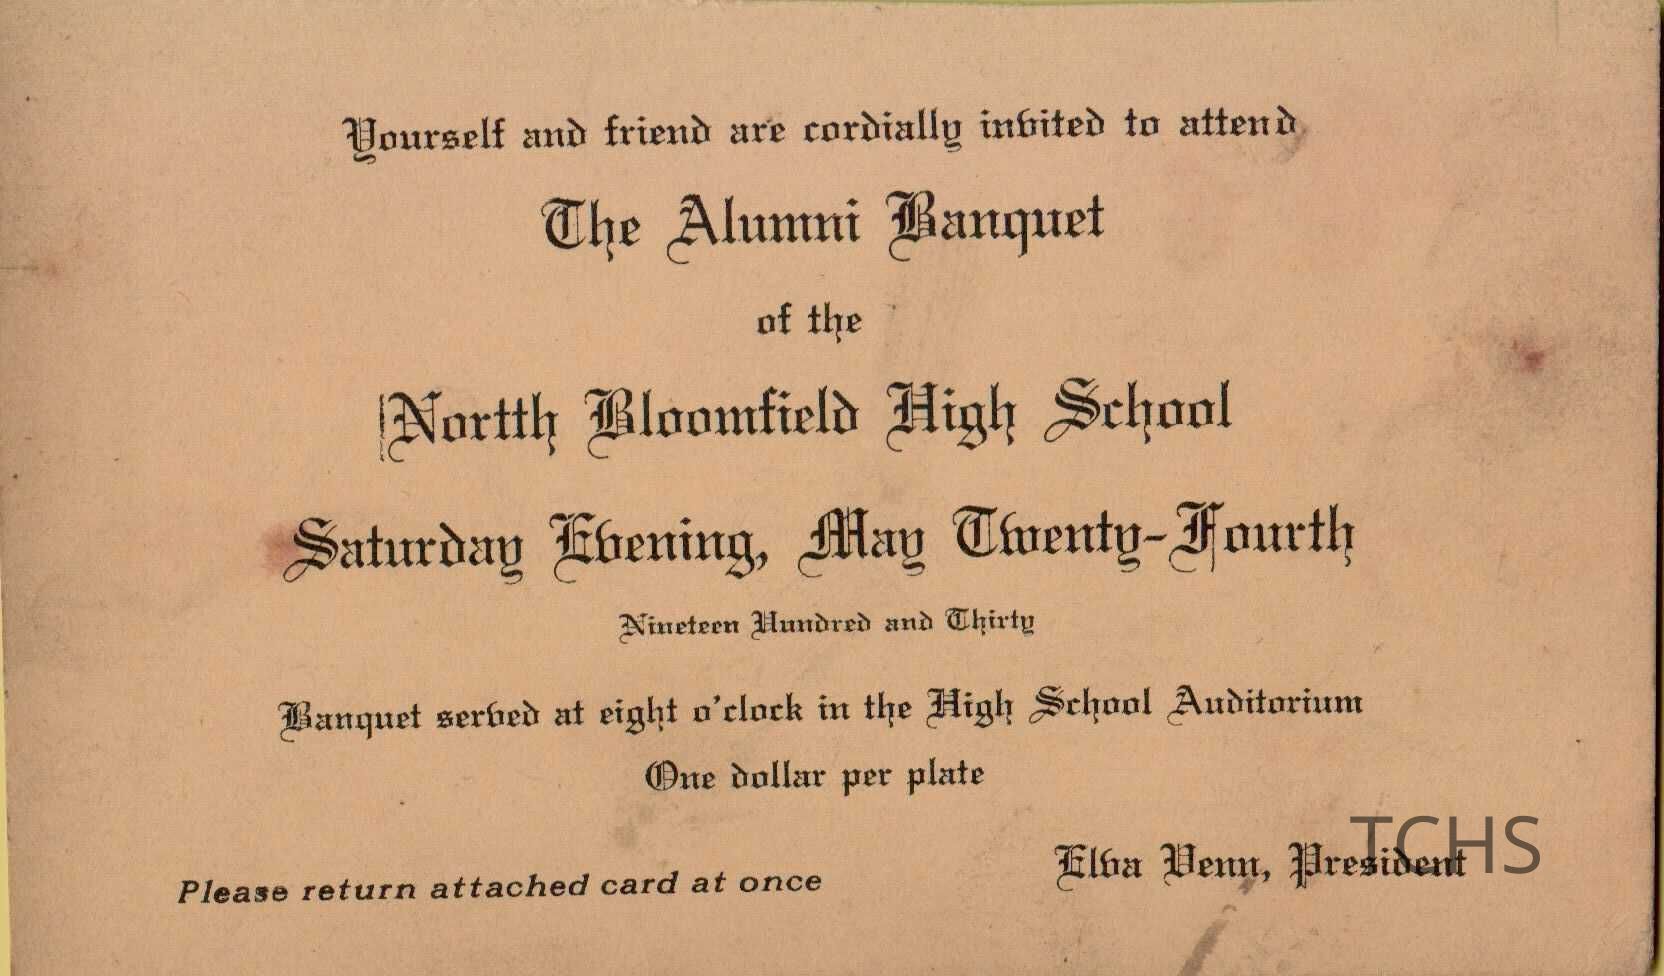 Yourself and friend are cordially invited to attend
The Alumni Banquet
of the
Nortth Bloomfield High School
Saturday Evening, May Twenty-Fourth
Nineteen Hundred and Thirty
Banquet served at eight o'clock in the High School Auditorium
One dollar per plate
TCHS
Elva Venn, President
Please return attached card at once